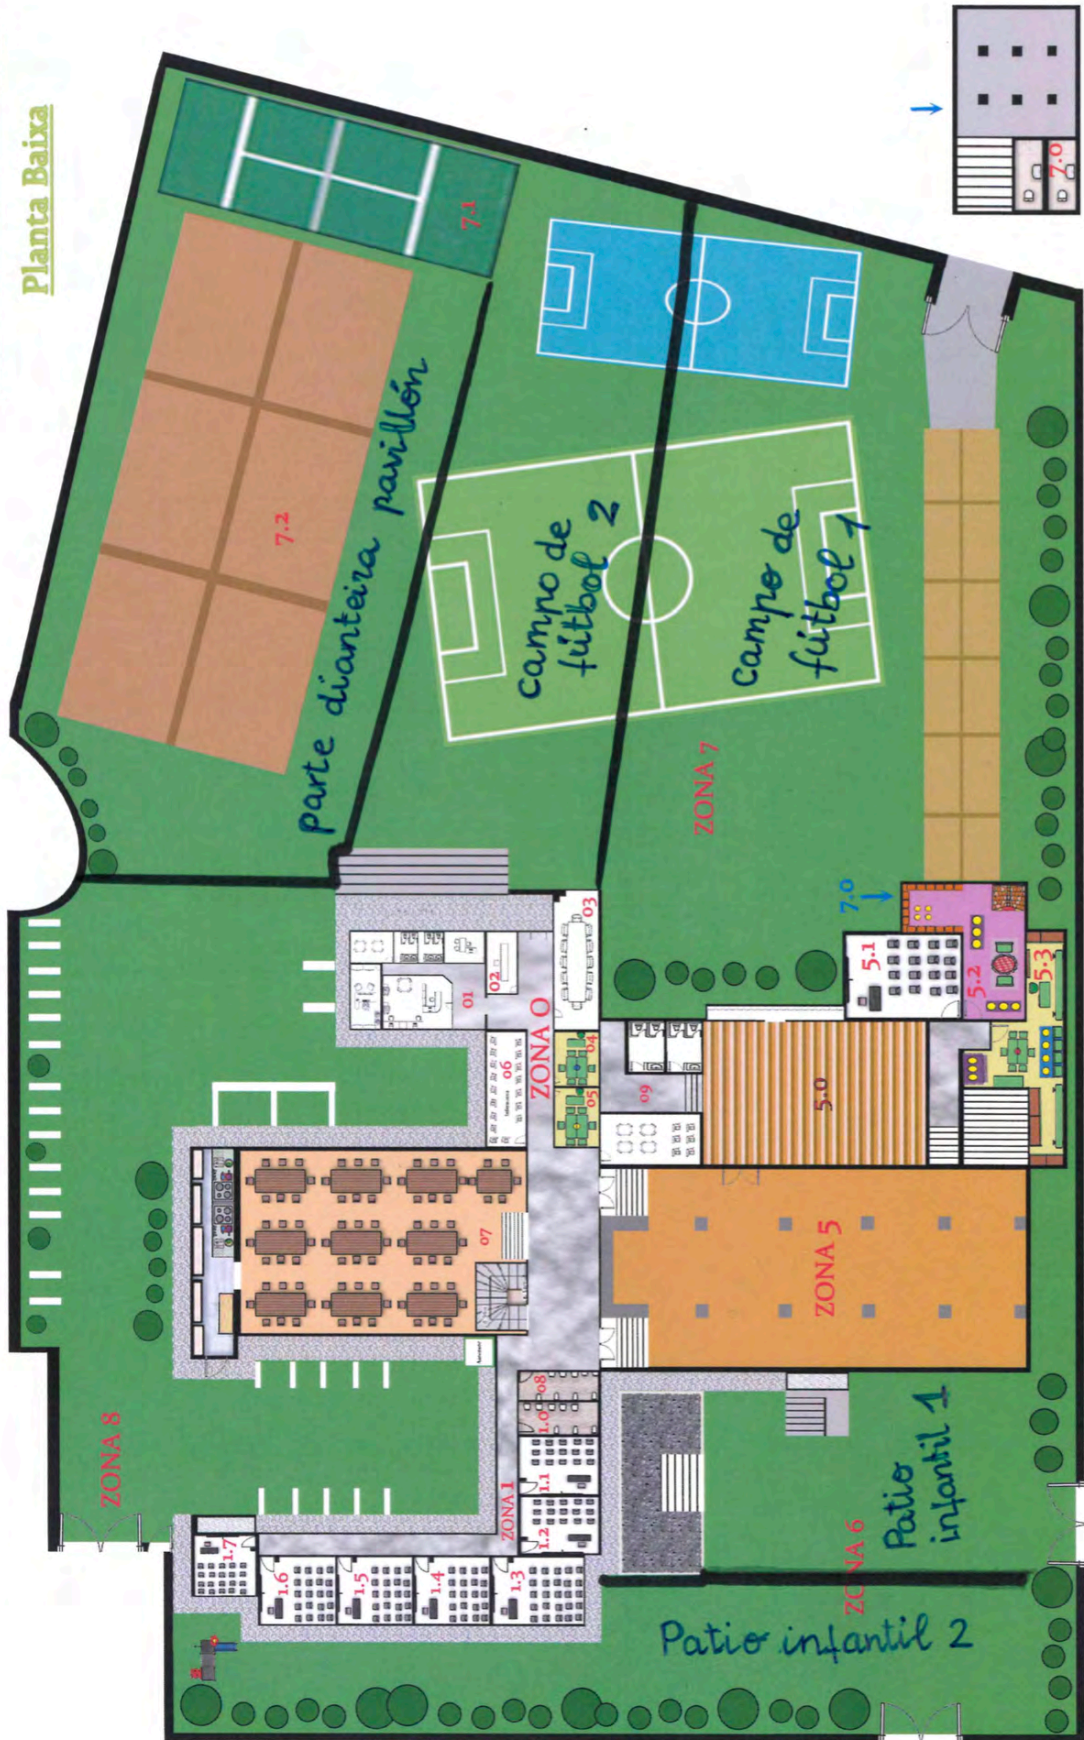 Planta Baixa
7.0
7.1
7.2
parte dianteira pavillón
campo de
fútbol 2
campo de
fútbol 1
ZONA 7
7.0
5.1
5.2
5.3
5.0
01
02
03
04
05
06
ZONA 0
09
07
ZONA 5
08
1.0
1.1
1.2
ZONA 1
1.3
1.4
1.5
1.6
1.7
ZONA 8
ZONA 6
Patio
infantil 1
Patio infantil 2